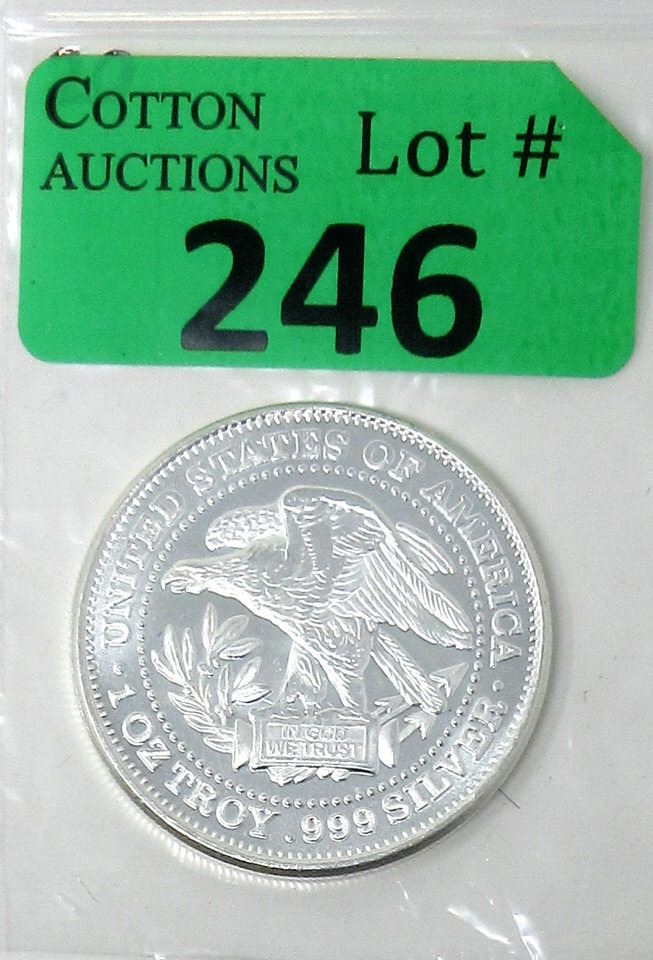 COTTON
AUCTIONS
Lot #
246
UNITED STATES OF AMERICA
IN GOD
WE TRUST
· 1 OZ TROY .999 SILVER ·